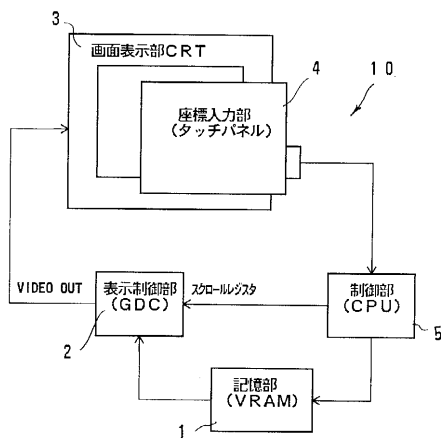 3
画面表示部CRT
4
10
座標入力部
(タッチパネル)
VIDEO OUT
表示制御部
(GDC)
スクロールレジスタ
制御部
(CPU)
2
5
記憶部
(VRAM)
1